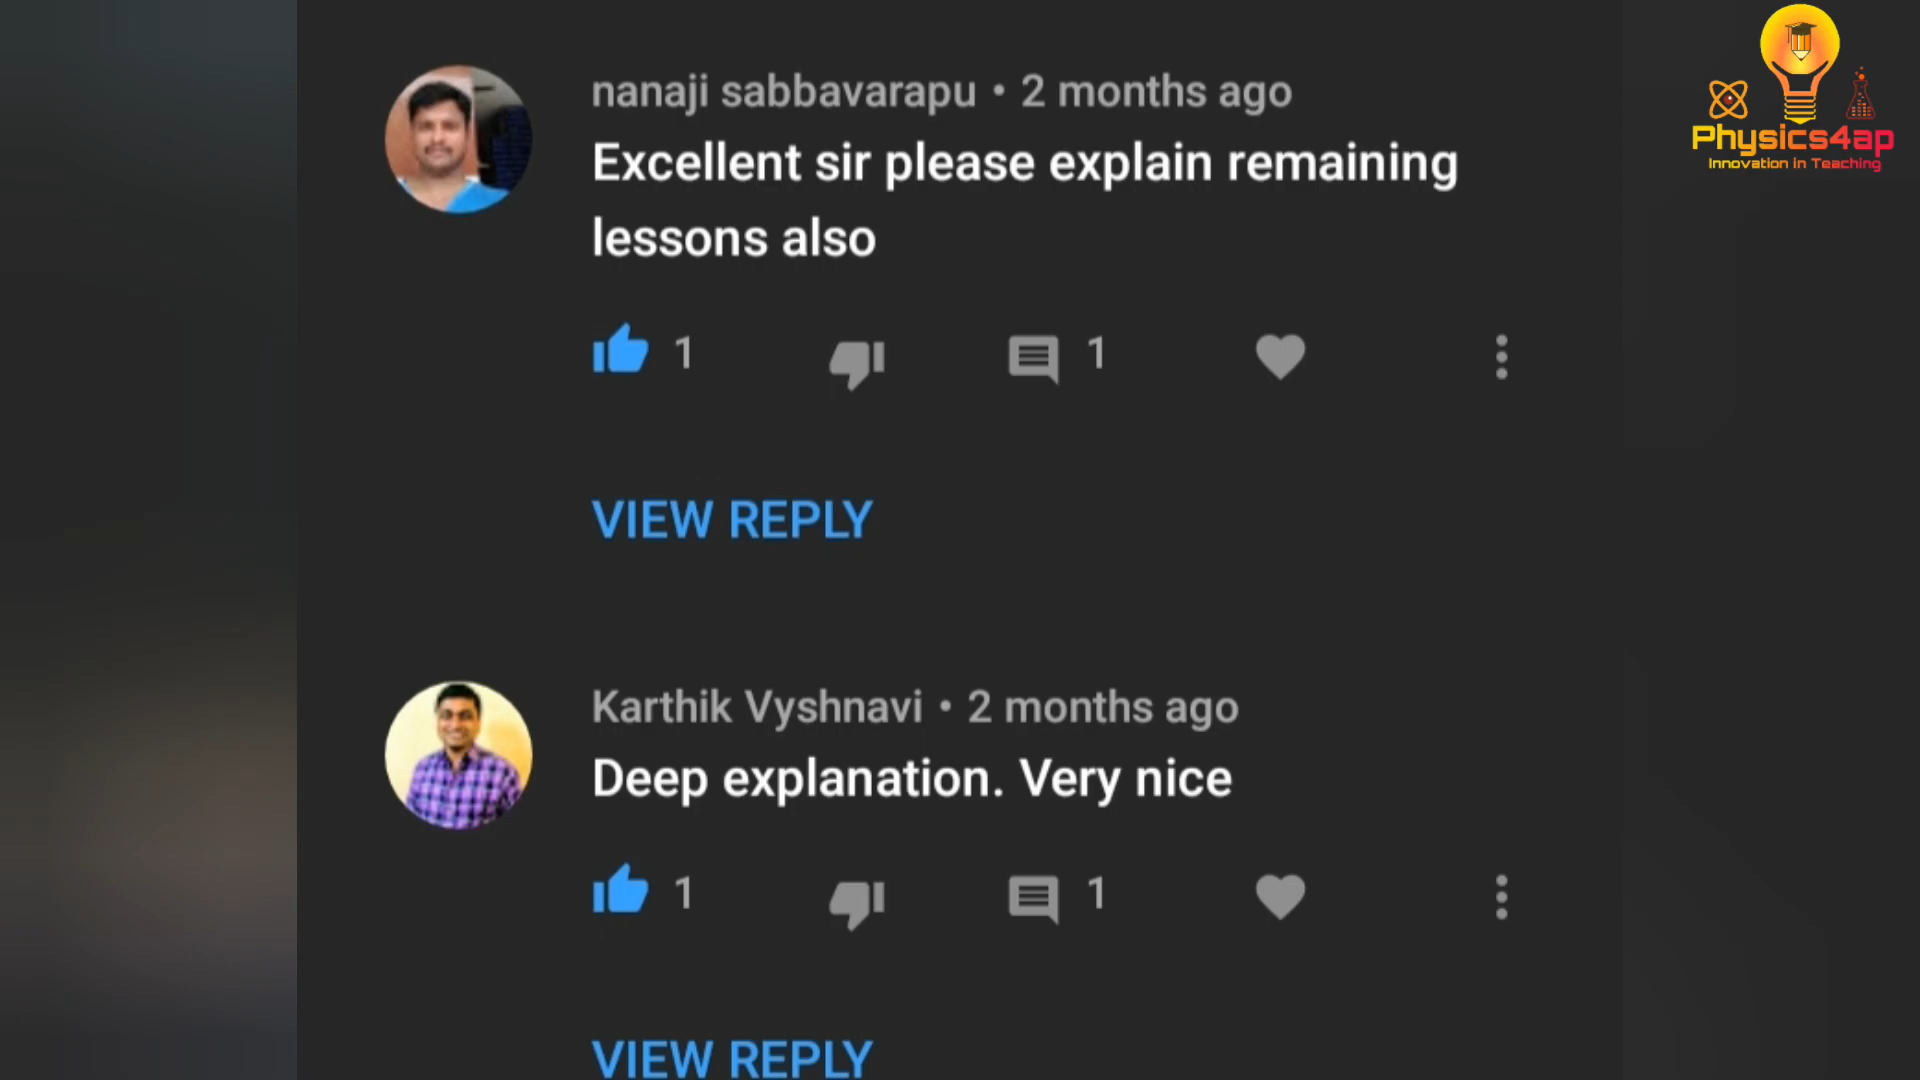 Physics4ap
Innovation in Teaching
nanaji sabbavarapu • 2 months ago
Excellent sir please explain remaining
lessons also
1
1
VIEW REPLY
Karthik Vyshnavi • 2 months ago
Deep explanation. Very nice
1
1
VIEW REPLY